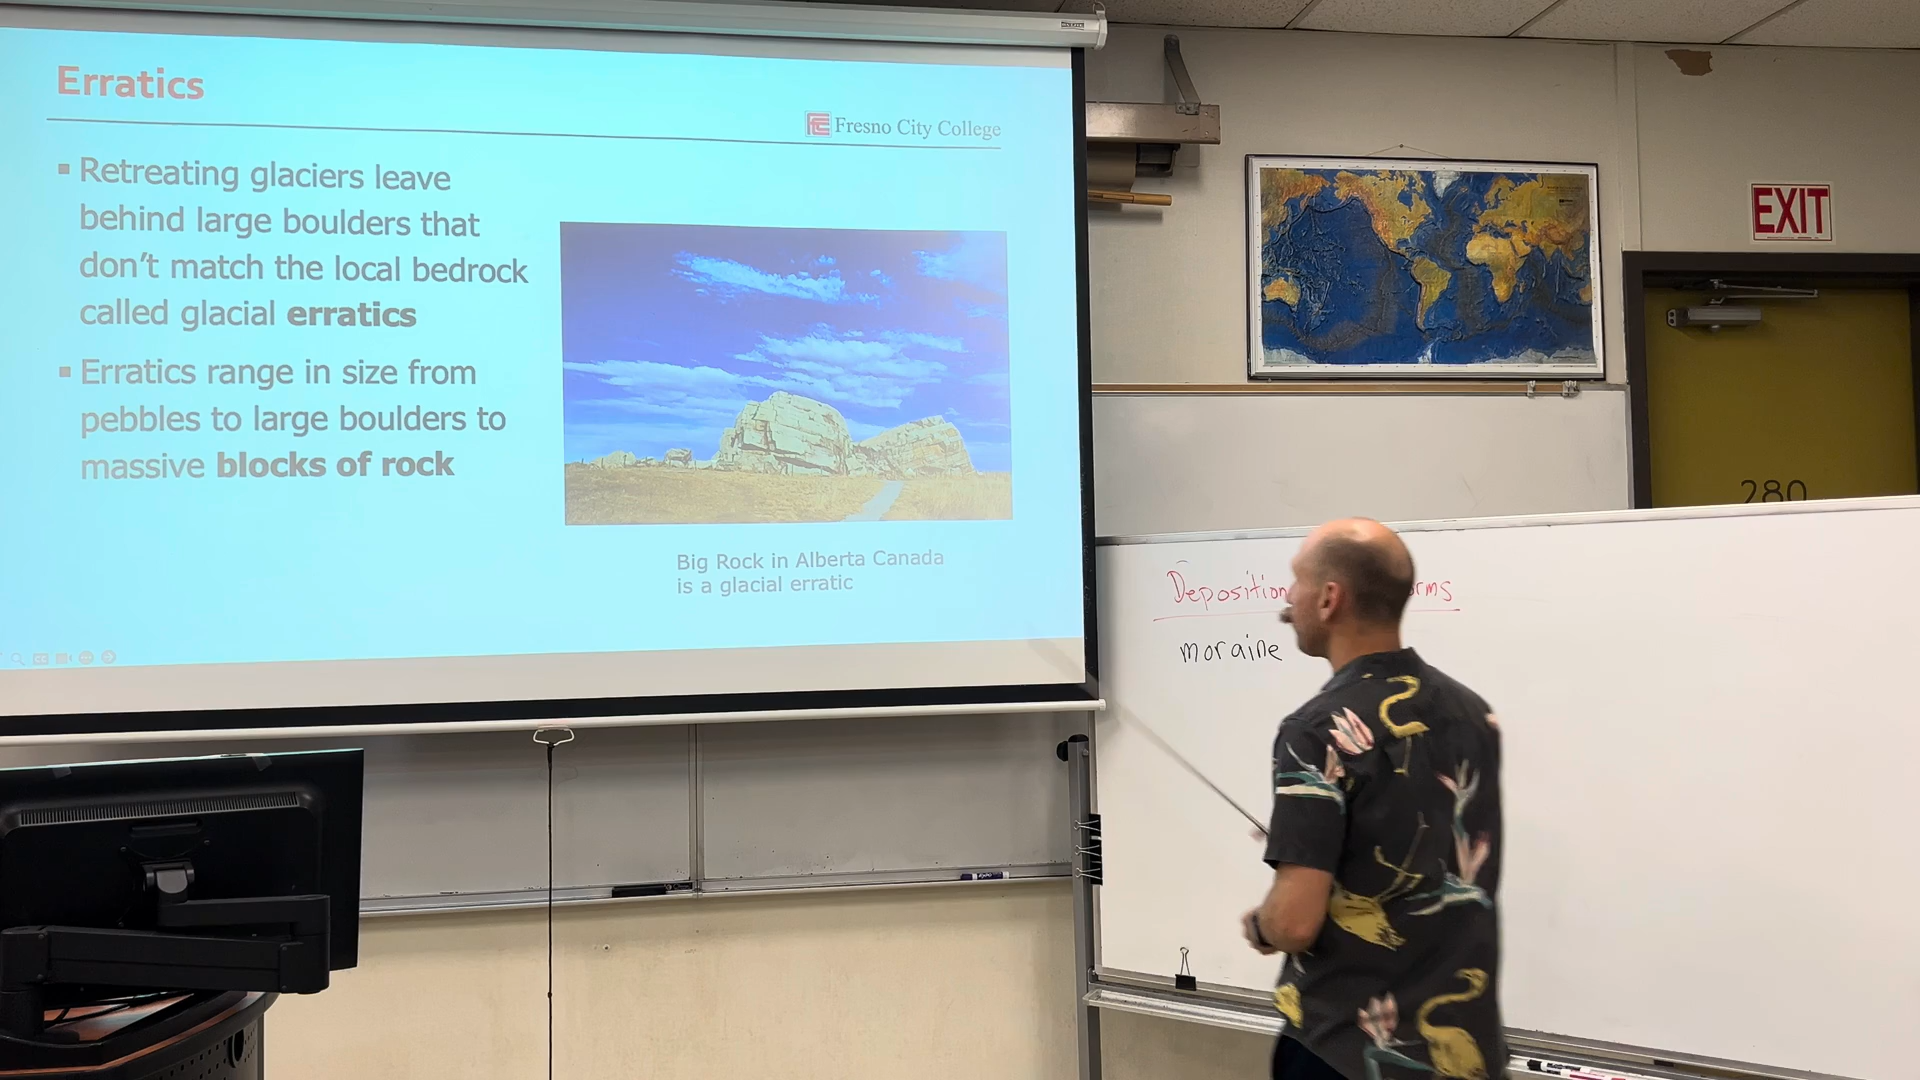 Erratics
Fresno City College
▪ Retreating glaciers leave
behind large boulders that
don't match the local bedrock
called glacial erratics
▪ Erratics range in size from
pebbles to large boulders to
massive blocks of rock
Big Rock in Alberta Canada
is a glacial erratic
EXIT
280
Deposition
orms
moraine